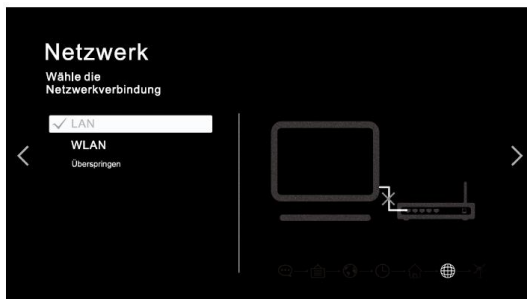 Netzwerk
Wähle die
Netzwerkverbindung
LAN
WLAN
Überspringen